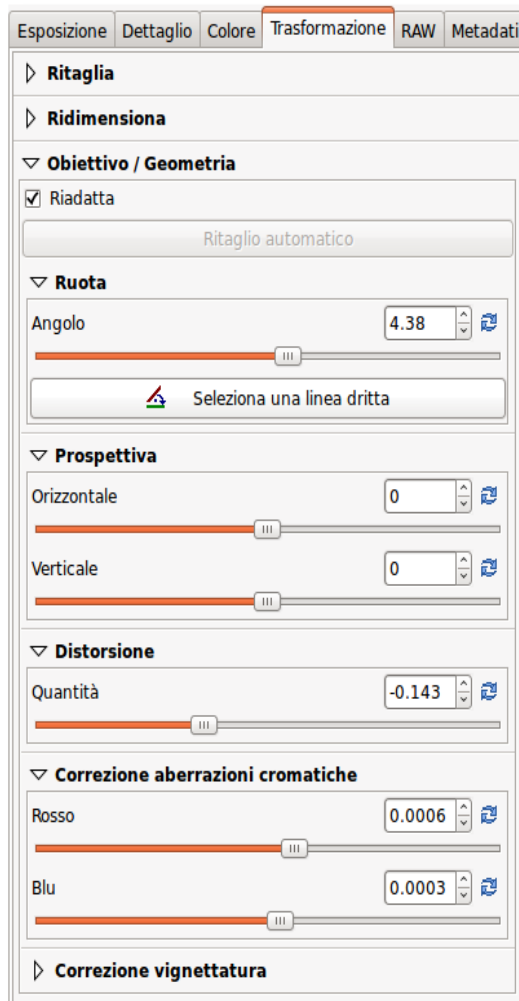 Esposizione Dettaglio Colore Trasformazione RAW Metadati
Ritaglia
Ridimensiona
Obiettivo / Geometria
Riadatta
Ritaglio automatico
Ruota
Angolo 4.38
Seleziona una linea dritta
Prospettiva
Orizzontale 0
Verticale 0
Distorsione
Quantità -0.143
Correzione aberrazioni cromatiche
Rosso 0.0006
Blu 0.0003
Correzione vignettatura